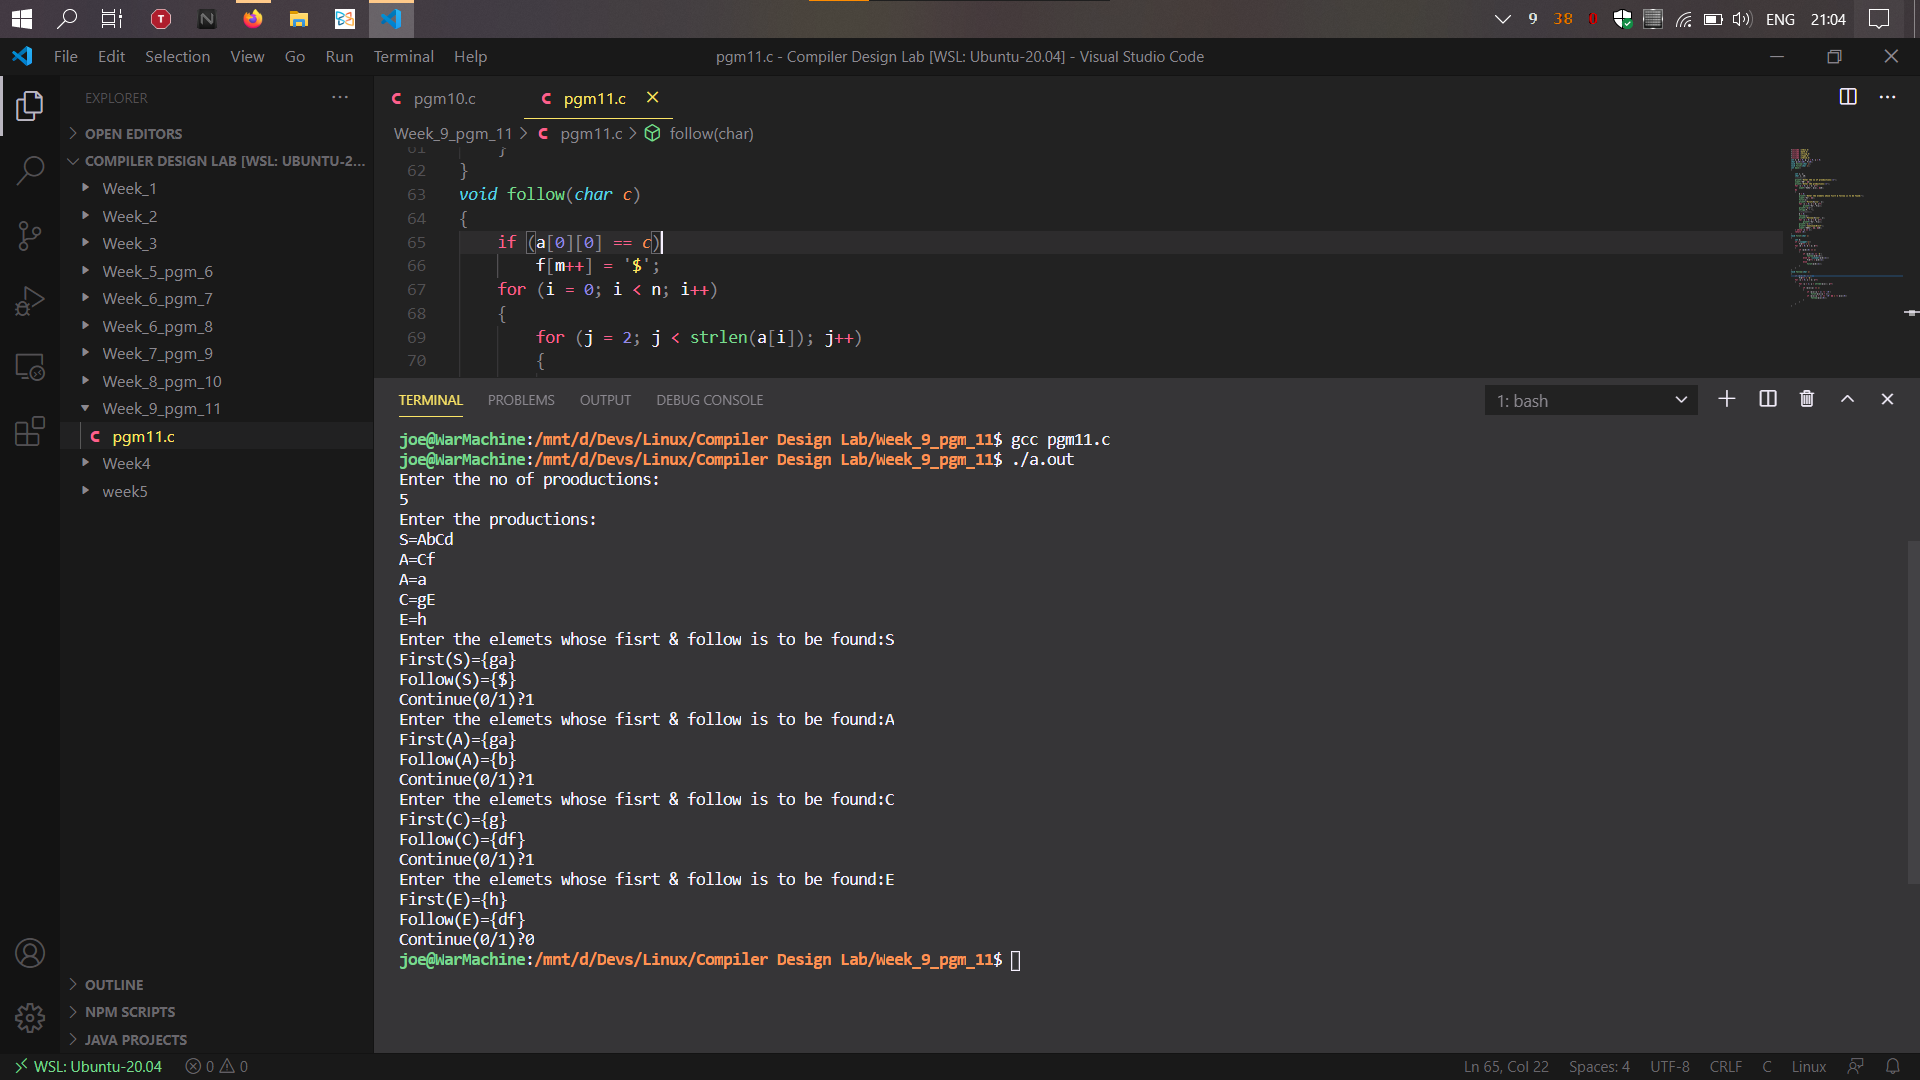 9 38 ENG 21:04
File Edit Selection View Go Run Terminal Help
pgm11.c - Compiler Design Lab [WSL: Ubuntu-20.04] - Visual Studio Code
EXPLORER
OPEN EDITORS
COMPILER DESIGN LAB [WSL: UBUNTU-2...
Week_1
Week_2
Week_3
Week_5_pgm_6
Week_6_pgm_7
Week_6_pgm_8
Week_7_pgm_9
Week_8_pgm_10
Week_9_pgm_11
C pgm11.c
Week4
week5
OUTLINE
NPM SCRIPTS
JAVA PROJECTS
C pgm10.c C pgm11.c
Week_9_pgm_11 > C pgm11.c > follow(char)
61 }
62 }
63 void follow(char c)
64 {
65 if (a[0][0] == c)
66 f[m++] = '$';
67 for (i = 0; i < n; i++)
68 {
69 for (j = 2; j < strlen(a[i]); j++)
70 {
TERMINAL PROBLEMS OUTPUT DEBUG CONSOLE 1: bash
joe@WarMachine:/mnt/d/Devs/Linux/Compiler Design Lab/Week_9_pgm_11$ gcc pgm11.c
joe@WarMachine:/mnt/d/Devs/Linux/Compiler Design Lab/Week_9_pgm_11$ ./a.out
Enter the no of prooductions:
5
Enter the productions:
S=AbCd
A=Cf
A=a
C=gE
E=h
Enter the elemets whose fisrt & follow is to be found:S
First(S)={ga}
Follow(S)={$}
Continue(0/1)?1
Enter the elemets whose fisrt & follow is to be found:A
First(A)={ga}
Follow(A)={b}
Continue(0/1)?1
Enter the elemets whose fisrt & follow is to be found:C
First(C)={g}
Follow(C)={df}
Continue(0/1)?1
Enter the elemets whose fisrt & follow is to be found:E
First(E)={h}
Follow(E)={df}
Continue(0/1)?0
joe@WarMachine:/mnt/d/Devs/Linux/Compiler Design Lab/Week_9_pgm_11$
WSL: Ubuntu-20.04 0 0 Ln 65, Col 22 Spaces: 4 UTF-8 CRLF C Linux